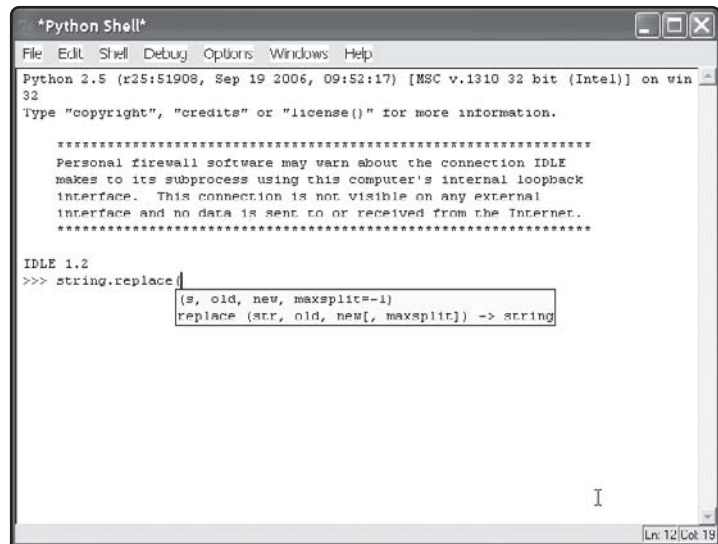 *Python Shell*
File Edit Shell Debug Options Windows Help
Python 2.5 (r25:51908, Sep 19 2006, 09:52:17) [MSC v.1310 32 bit (Intel)] on win
32
Type "copyright", "credits" or "license()" for more information.
****************************************************************
Personal firewall software may warn about the connection IDLE
makes to its subprocess using this computer's internal loopback
interface. This connection is not visible on any external
interface and no data is sent to or received from the Internet.
****************************************************************
IDLE 1.2
>>> string.replace(
(s, old, new, maxsplit=-1)
replace (str, old, new[, maxsplit]) -> string
Ln: 12 Col: 19